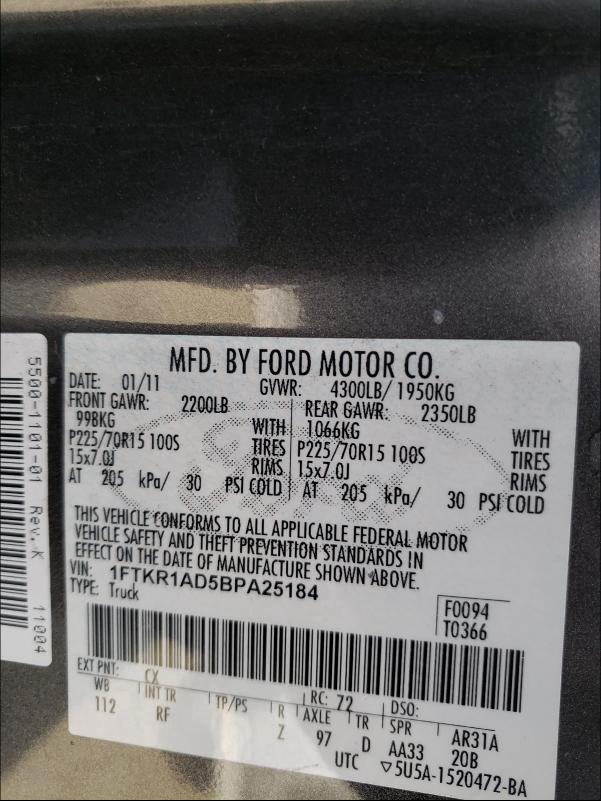 5500-1101-01 Rev. K 11004
MFD. BY FORD MOTOR CO.
DATE: 01/11 GVWR: 4300LB/ 1950KG
FRONT GAWR: 2200LB REAR GAWR: 2350LB
998KG WITH 1066KG WITH
P225/70R15 100S TIRES P225/70R15 100S TIRES
15x7.0J RIMS 15x7.0J RIMS
AT 205 kPa/ 30 PSI COLD AT 205 kPa/ 30 PSI COLD
THIS VEHICLE CONFORMS TO ALL APPLICABLE FEDERAL MOTOR
VEHICLE SAFETY AND THEFT PREVENTION STANDARDS IN
EFFECT ON THE DATE OF MANUFACTURE SHOWN ABOVE.
VIN: 1FTKR1AD5BPA25184
TYPE: Truck
F0094
T0366
EXT PNT: CX RC: 72 DSO:
WB INT TR TP/PS R AXLE TR SPR AR31A
112 RF Z 97 D AA33 20B
UTC ▽5U5A-1520472-BA